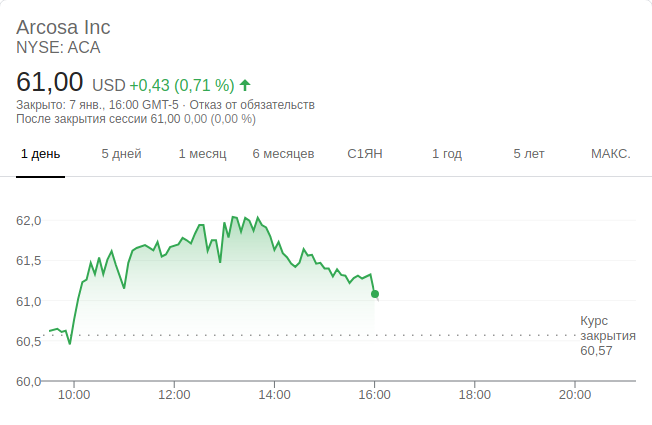 Arcosa Inc
NYSE: ACA
61,00 USD +0,43 (0,71 %)
Закрыто: 7 янв., 16:00 GMT-5 · Отказ от обязательств
После закрытия сессии 61,00 0,00 (0,00 %)
1 день 5 дней 1 месяц 6 месяцев С1ЯН 1 год 5 лет МАКС.
62,0
61,5
61,0
Курс
закрытия
60,57
60,5
60,0
10:00 12:00 14:00 16:00 18:00 20:00